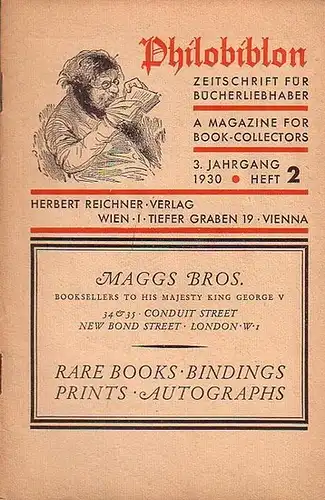 Philobiblon
ZEITSCHRIFT FÜR
BÜCHERLIEBHABER
A MAGAZINE FOR
BOOK-COLLECTORS
3. JAHRGANG
1930 • HEFT 2
HERBERT REICHNER · VERLAG
WIEN · I · TIEFER GRABEN 19 · VIENNA
MAGGS BROS.
BOOKSELLERS TO HIS MAJESTY KING GEORGE V
34 & 35 · CONDUIT STREET
NEW BOND STREET · LONDON · W · 1
RARE BOOKS · BINDINGS
PRINTS · AUTOGRAPHS